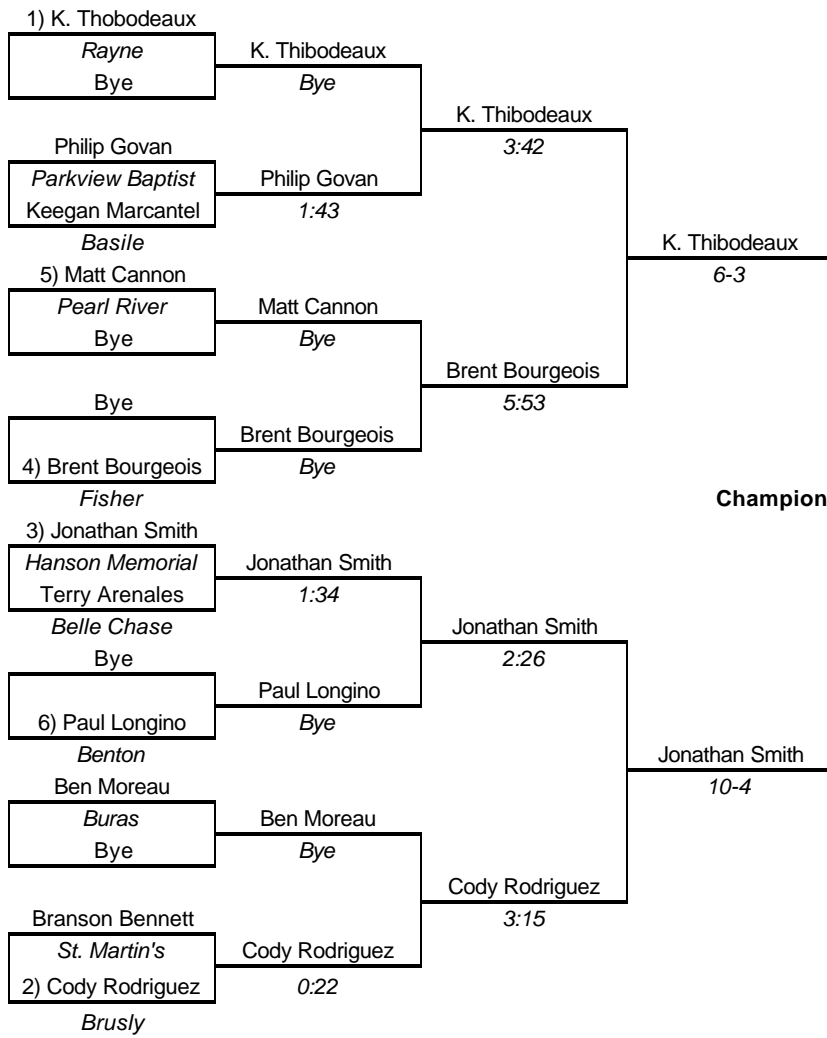 1) K. Thobodeaux
Rayne
K. Thibodeaux
Bye
Bye
K. Thibodeaux
3:42
Philip Govan
Parkview Baptist
Philip Govan
Keegan Marcantel
1:43
Basile
K. Thibodeaux
6-3
5) Matt Cannon
Pearl River
Matt Cannon
Bye
Bye
Brent Bourgeois
5:53
Bye
Brent Bourgeois
4) Brent Bourgeois
Bye
Fisher
Champion
3) Jonathan Smith
Hanson Memorial
Jonathan Smith
Terry Arenales
1:34
Belle Chase
Jonathan Smith
2:26
Bye
Paul Longino
6) Paul Longino
Bye
Benton
Jonathan Smith
10-4
Ben Moreau
Buras
Ben Moreau
Bye
Bye
Cody Rodriguez
3:15
Branson Bennett
St. Martin's
Cody Rodriguez
2) Cody Rodriguez
0:22
Brusly